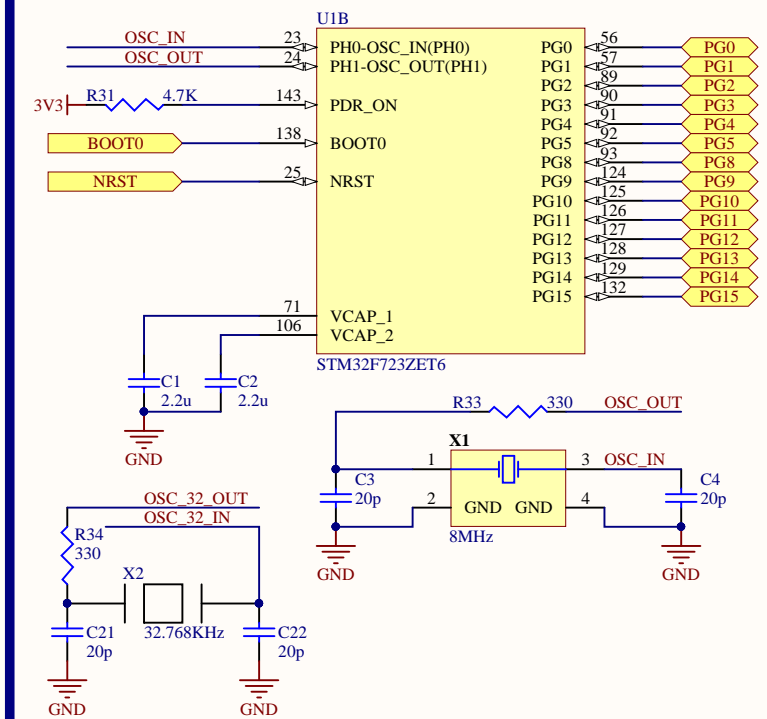 U1B
OSC_IN 23 PH0-OSC_IN(PH0) PG0 56 PG0
OSC_OUT 24 PH1-OSC_OUT(PH1) PG1 57 PG1
PG2 89 PG2
3V3 R31 4.7K 143 PDR_ON PG3 90 PG3
PG4 91 PG4
BOOT0 138 BOOT0 PG5 92 PG5
PG8 93 PG8
NRST 25 NRST PG9 124 PG9
PG10 125 PG10
PG11 126 PG11
PG12 127 PG12
PG13 128 PG13
PG14 129 PG14
PG15 132 PG15
71 VCAP_1
106 VCAP_2
STM32F723ZET6
C1 C2
2.2u 2.2u
GND
R33 330 OSC_OUT
X1
1 3 OSC_IN
C3 C4
20p 2 GND GND 4 20p
8MHz
GND GND
OSC_32_OUT
OSC_32_IN
R34
330
X2
C21 32.768KHz C22
20p 20p
GND GND